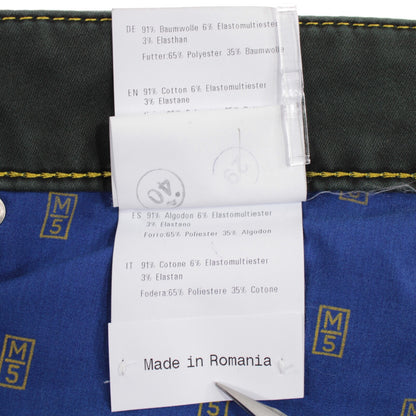 DE 91% Baumwolle 6% Elastomultiester
3% Elasthan
Futter:65% Polyester 35% Baumwolle
EN 91% Cotton 6% Elastomultiester
3% Elastane
40
ES 91% Algodon 6% Elastomultiester
3% Elastano
Forro:65% Poliester 35% Algodon
IT 91% Cotone 6% Elastomultiester
3% Elastan
Fodera:65% Poliestere 35% Cotone
Made in Romania
M
5
M
5
M
5
M
5